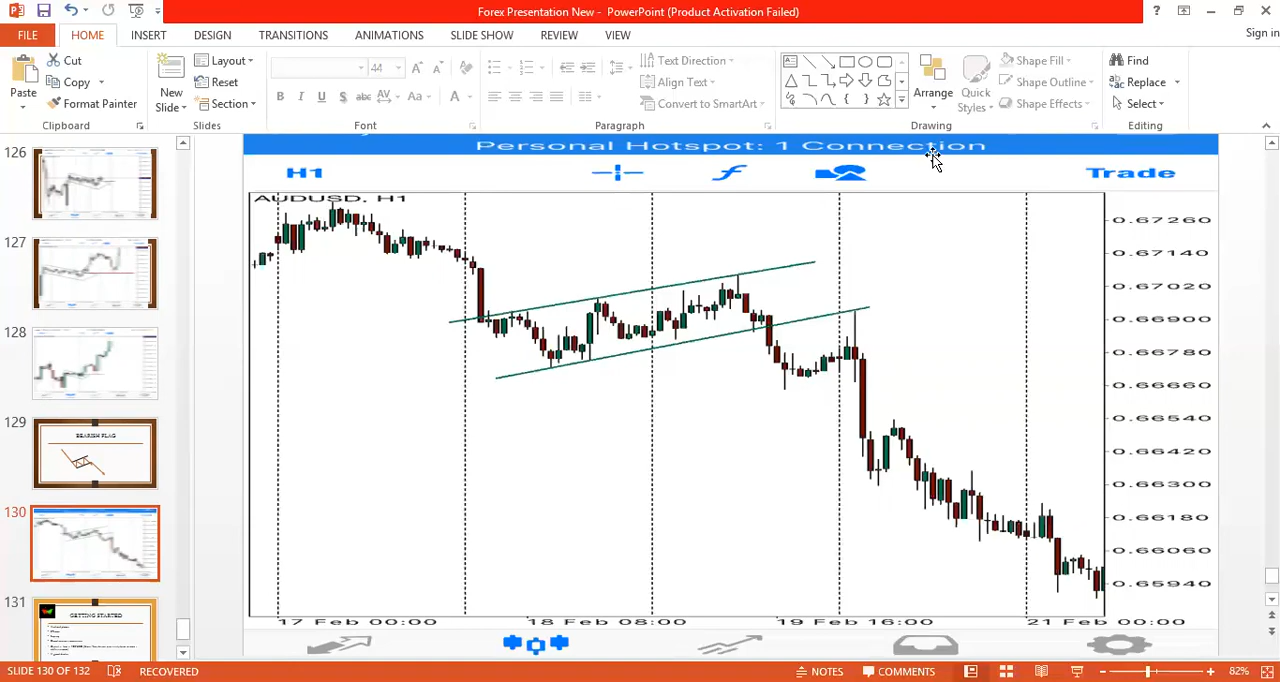 Forex Presentation New - PowerPoint (Product Activation Failed)
?
FILE HOME INSERT DESIGN TRANSITIONS ANIMATIONS SLIDE SHOW REVIEW VIEW Sign in
Paste
Cut
Copy
Format Painter
Clipboard
New Slide
Layout
Reset
Section
Slides
44
B I U S abc AV Aa A
Font
Text Direction
Align Text
Convert to SmartArt
Paragraph
Arrange
Quick Styles
Shape Fill
Shape Outline
Shape Effects
Drawing
Find
Replace
Select
Editing
126
127
128
129
BEARISH FLAG
130
131
GETTING STARTED
Personal Hotspot: 1 Connection
H1 Trade
AUDUSD, H1
0.67260
0.67140
0.67020
0.66900
0.66780
0.66660
0.66540
0.66420
0.66300
0.66180
0.66060
0.65940
17 Feb 00:00 18 Feb 08:00 19 Feb 16:00 21 Feb 00:00
SLIDE 130 OF 132 RECOVERED NOTES COMMENTS 82%